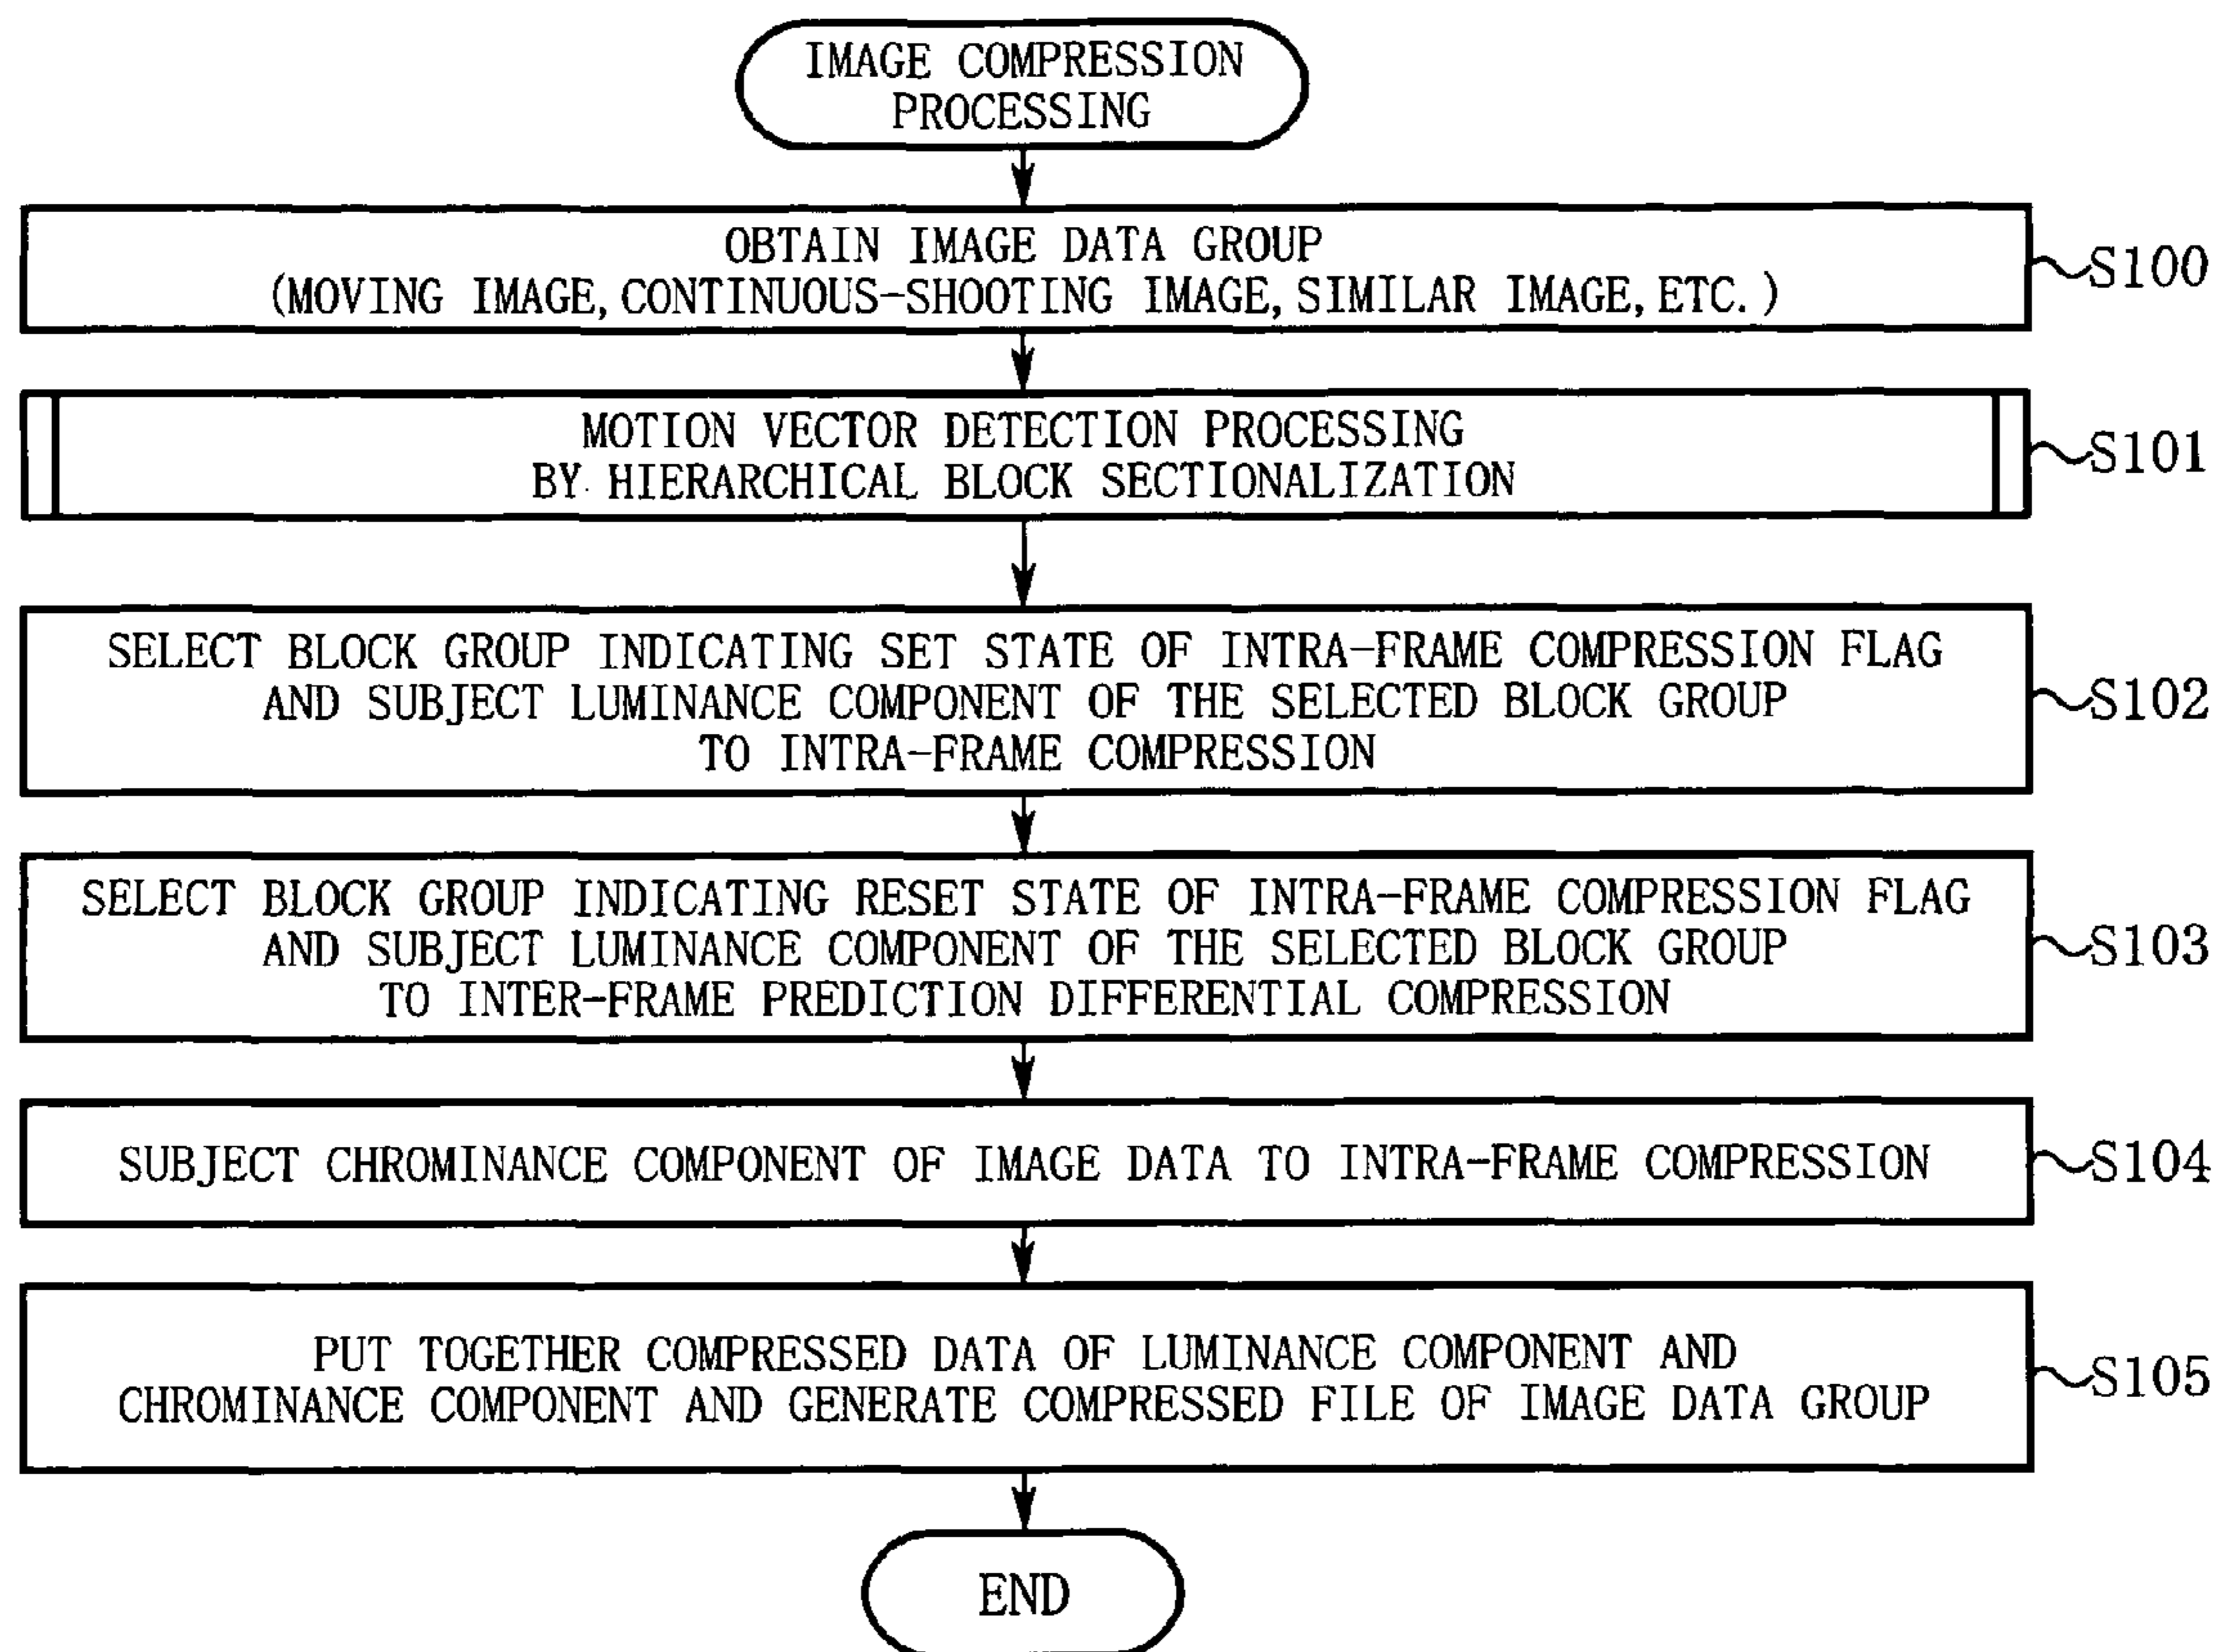 IMAGE COMPRESSION
PROCESSING
OBTAIN IMAGE DATA GROUP
(MOVING IMAGE, CONTINUOUS-SHOOTING IMAGE, SIMILAR IMAGE, ETC.)
S100
MOTION VECTOR DETECTION PROCESSING
BY HIERARCHICAL BLOCK SECTIONALIZATION
S101
SELECT BLOCK GROUP INDICATING SET STATE OF INTRA-FRAME COMPRESSION FLAG
AND SUBJECT LUMINANCE COMPONENT OF THE SELECTED BLOCK GROUP
TO INTRA-FRAME COMPRESSION
S102
SELECT BLOCK GROUP INDICATING RESET STATE OF INTRA-FRAME COMPRESSION FLAG
AND SUBJECT LUMINANCE COMPONENT OF THE SELECTED BLOCK GROUP
TO INTER-FRAME PREDICTION DIFFERENTIAL COMPRESSION
S103
SUBJECT CHROMINANCE COMPONENT OF IMAGE DATA TO INTRA-FRAME COMPRESSION
S104
PUT TOGETHER COMPRESSED DATA OF LUMINANCE COMPONENT AND
CHROMINANCE COMPONENT AND GENERATE COMPRESSED FILE OF IMAGE DATA GROUP
S105
END